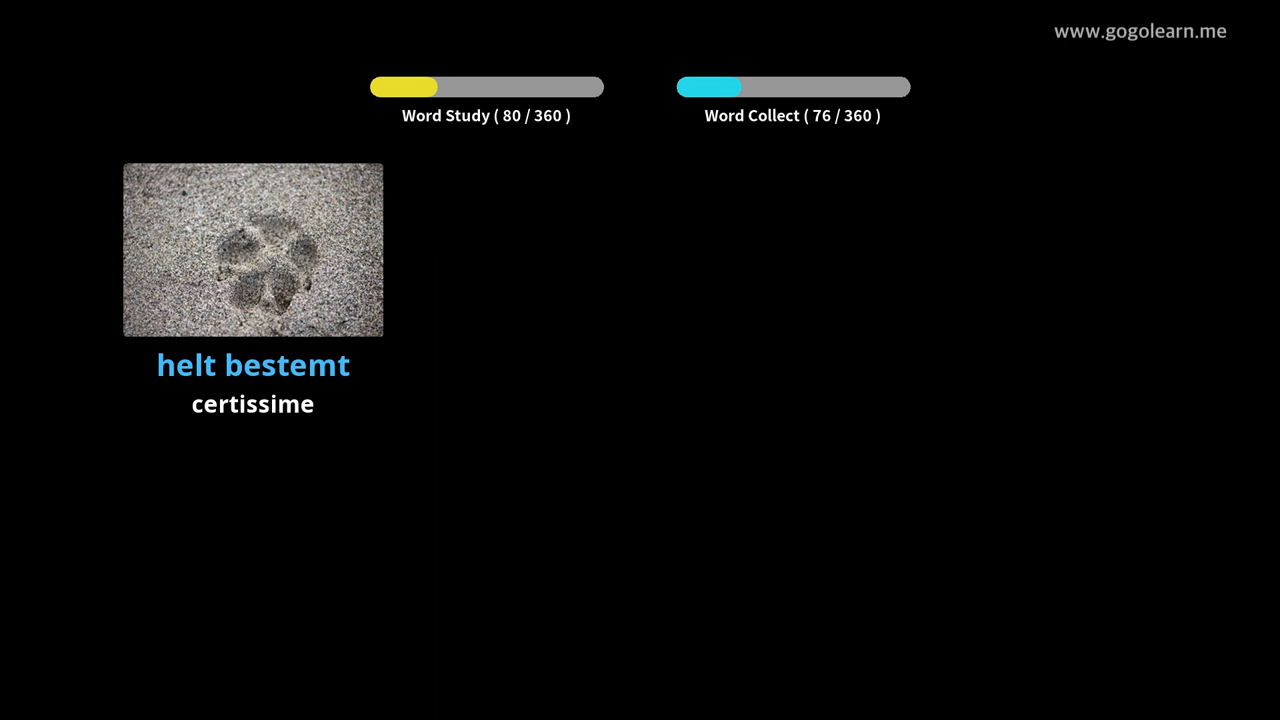 www.gogolearn.me
Word Study ( 80 / 360 )
Word Collect ( 76 / 360 )
helt bestemt
certissime